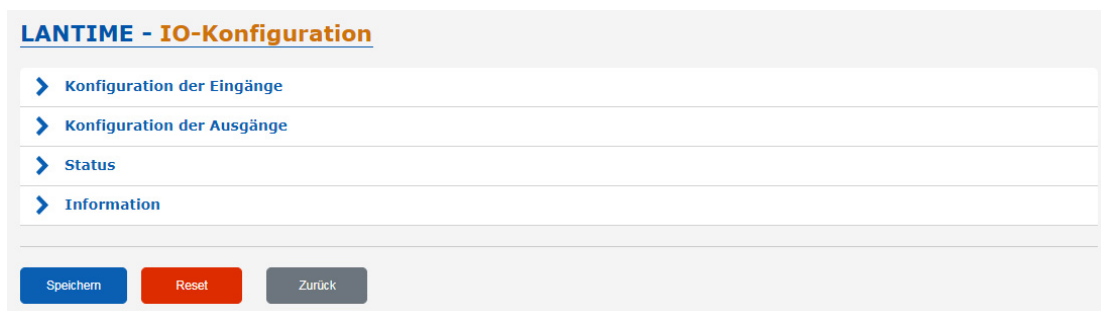 LANTIME - IO-Konfiguration
Konfiguration der Eingänge
Konfiguration der Ausgänge
Status
Information
Speichern Reset Zurück